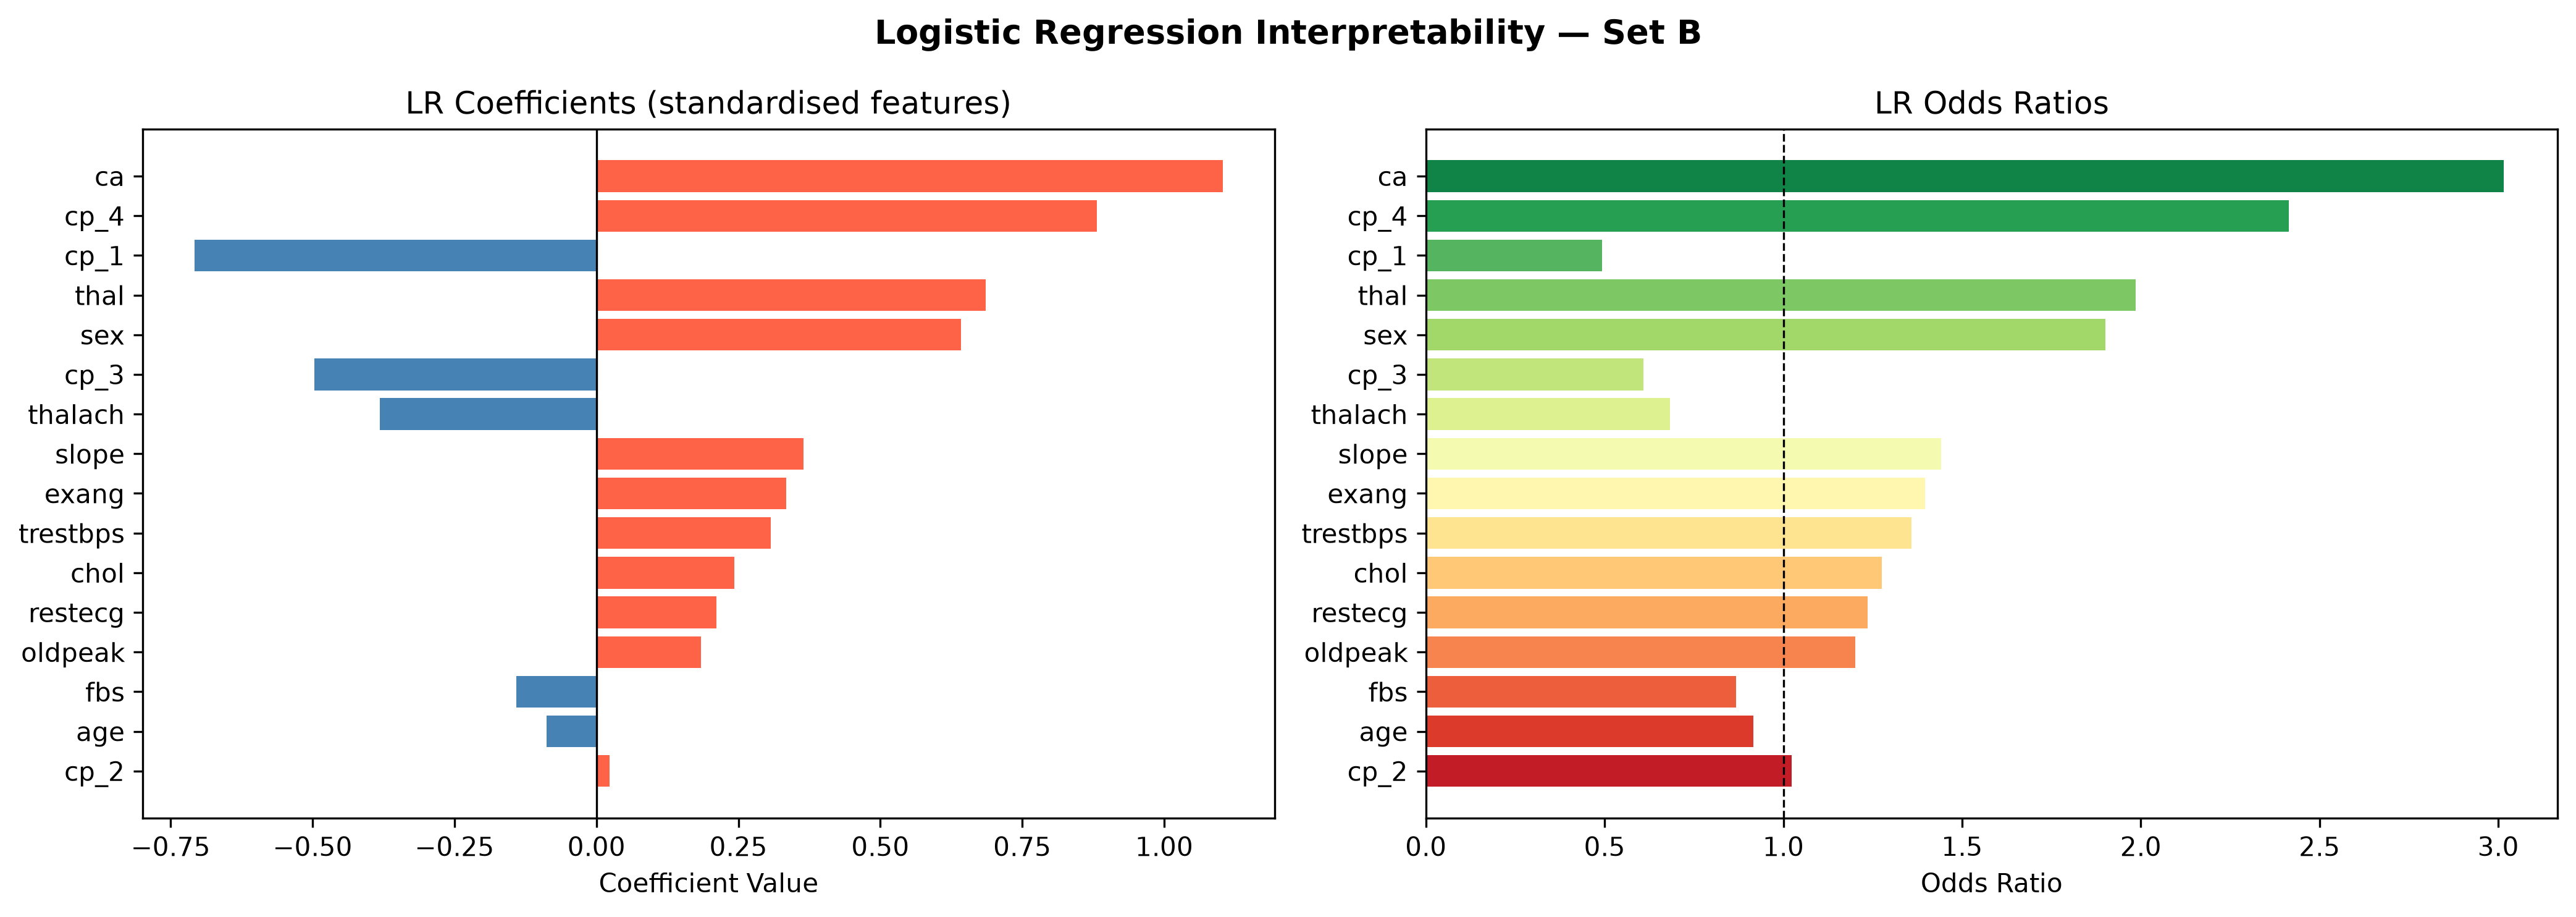 Logistic Regression Interpretability — Set B
LR Coefficients (standardised features)
ca
cp_4
cp_1
thal
sex
cp_3
thalach
slope
exang
trestbps
chol
restecg
oldpeak
fbs
age
cp_2
−0.75 −0.50 −0.25 0.00 0.25 0.50 0.75 1.00
Coefficient Value
LR Odds Ratios
ca
cp_4
cp_1
thal
sex
cp_3
thalach
slope
exang
trestbps
chol
restecg
oldpeak
fbs
age
cp_2
0.0 0.5 1.0 1.5 2.0 2.5 3.0
Odds Ratio